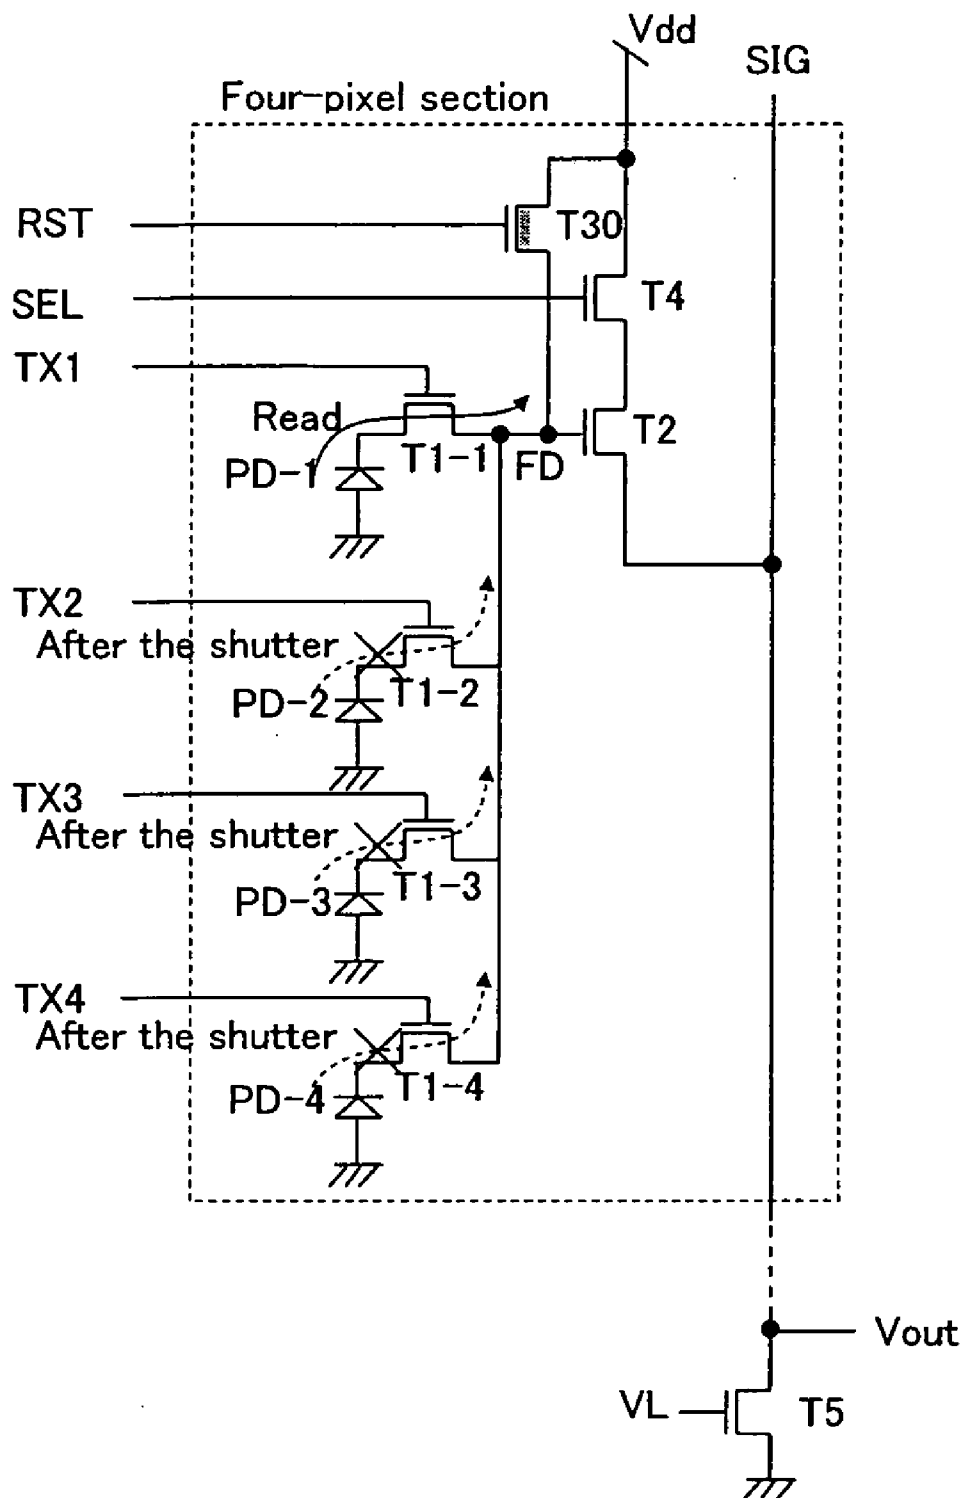 Vdd
SIG
Four-pixel section
RST
T30
SEL
T4
TX1
Read
T2
T1-1
FD
PD-1
TX2
After the shutter
T1-2
PD-2
TX3
After the shutter
T1-3
PD-3
TX4
After the shutter
T1-4
PD-4
Vout
VL
T5